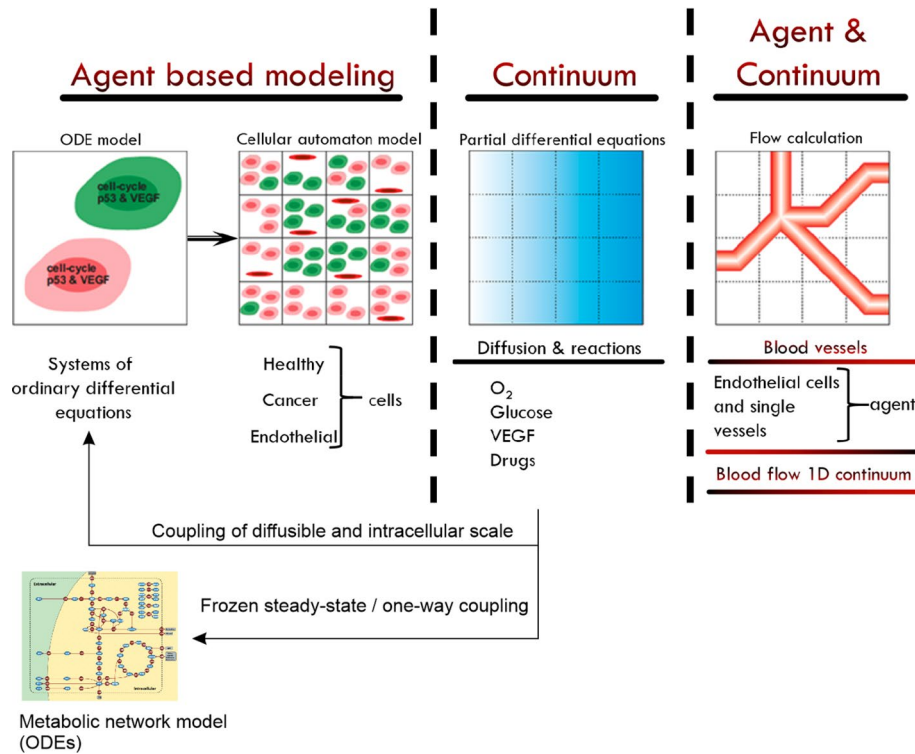 Agent based modeling
Continuum
Agent &
Continuum
ODE model
Cellular automaton model
Partial differential equations
Flow calculation
cell-cycle
p53 & VEGF
cell-cycle
p53 & VEGF
Systems of
ordinary differential
equations
Healthy
Cancer
Endothelial
cells
Diffusion & reactions
O₂
Glucose
VEGF
Drugs
Blood vessels
Endothelial cells
and single
vessels
agent
Blood flow 1D continuum
Coupling of diffusible and intracellular scale
Frozen steady-state / one-way coupling
Extracellular
Intracellular
Metabolic network model
(ODEs)